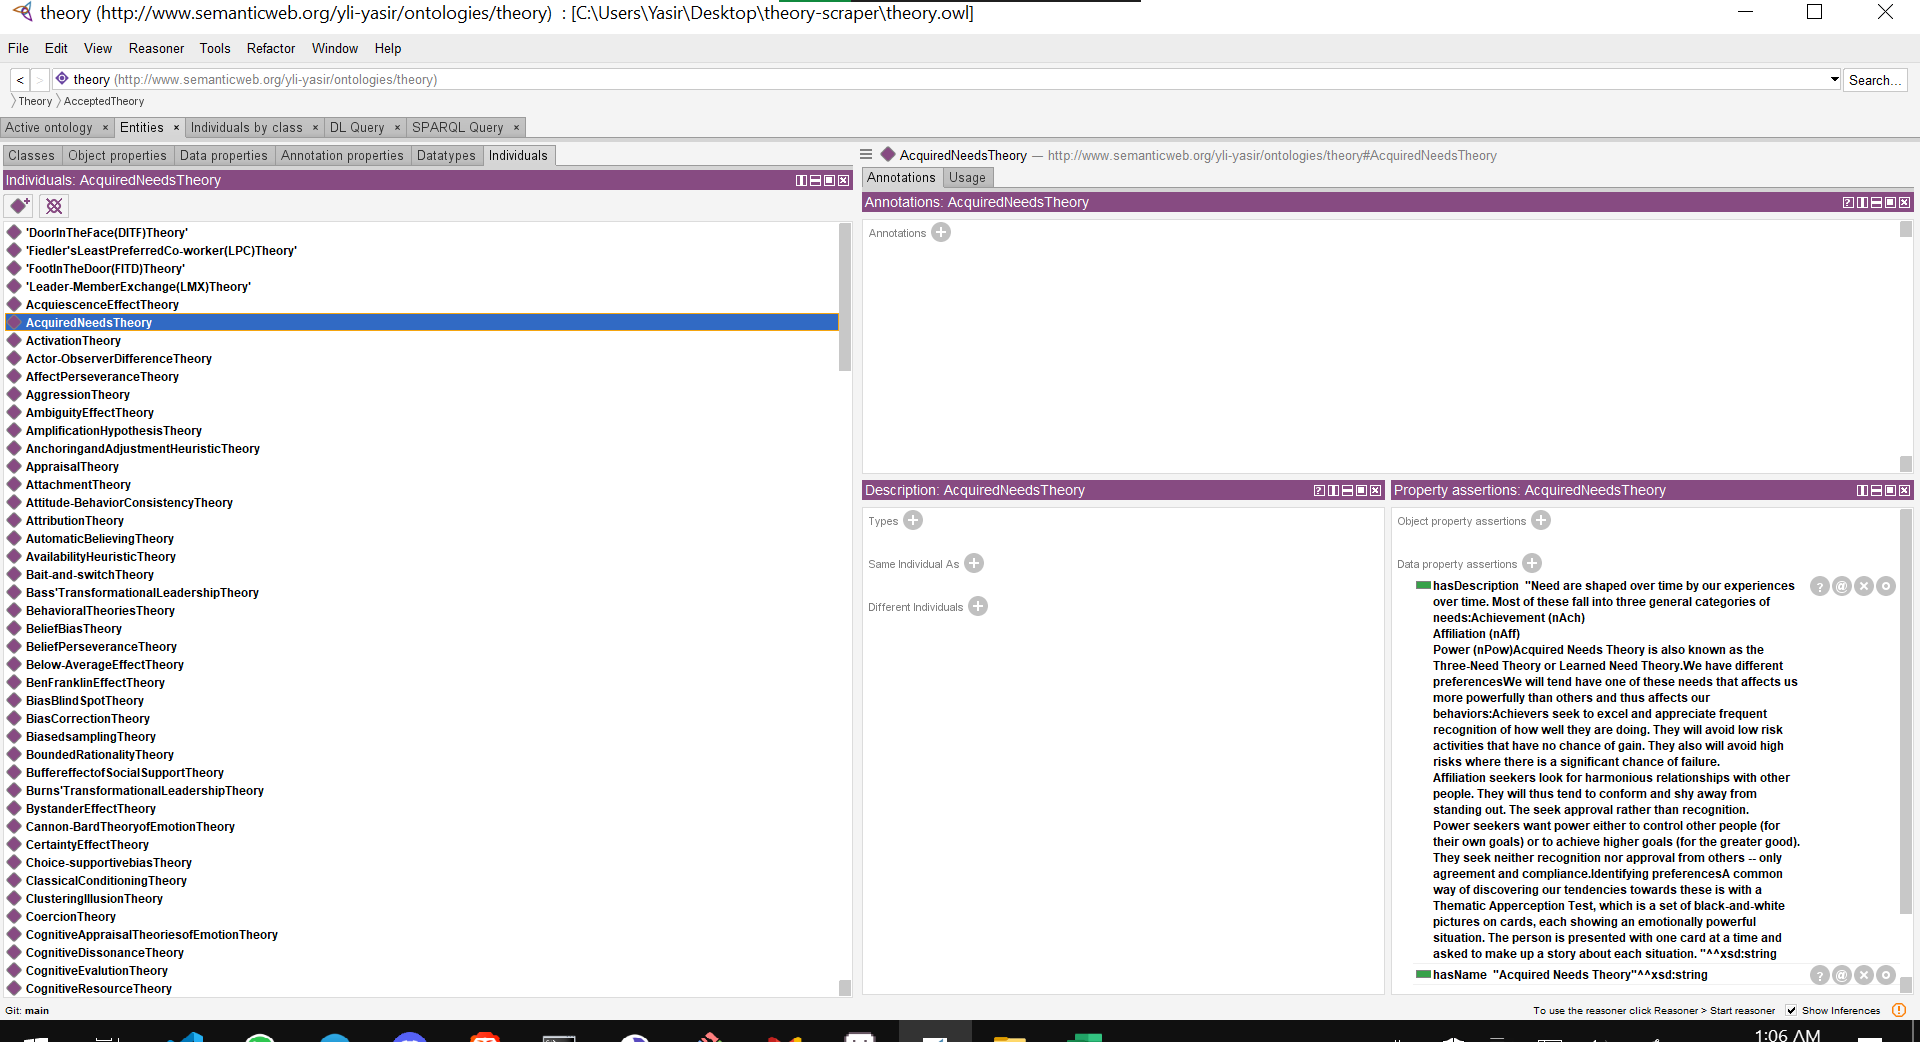 theory (http://www.semanticweb.org/yli-yasir/ontologies/theory) : [C:\Users\Yasir\Desktop\theory-scraper\theory.owl]
File Edit View Reasoner Tools Refactor Window Help
< > theory (http://www.semanticweb.org/yli-yasir/ontologies/theory) Search...
Theory AcceptedTheory
Active ontology × Entities × Individuals by class × DL Query × SPARQL Query ×
Classes Object properties Data properties Annotation properties Datatypes Individuals
Individuals: AcquiredNeedsTheory
'DoorInTheFace(DITF)Theory'
'Fiedler'sLeastPreferredCo-worker(LPC)Theory'
'FootInTheDoor(FITD)Theory'
'Leader-MemberExchange(LMX)Theory'
AcquiescenceEffectTheory
AcquiredNeedsTheory
ActivationTheory
Actor-ObserverDifferenceTheory
AffectPerseveranceTheory
AggressionTheory
AmbiguityEffectTheory
AmplificationHypothesisTheory
AnchoringandAdjustmentHeuristicTheory
AppraisalTheory
AttachmentTheory
Attitude-BehaviorConsistencyTheory
AttributionTheory
AutomaticBelievingTheory
AvailabilityHeuristicTheory
Bait-and-switchTheory
Bass'TransformationalLeadershipTheory
BehavioralTheoriesTheory
BeliefBiasTheory
BeliefPerseveranceTheory
Below-AverageEffectTheory
BenFranklinEffectTheory
BiasBlindSpotTheory
BiasCorrectionTheory
BiasedsamplingTheory
BoundedRationalityTheory
BuffereffectofSocialSupportTheory
Burns'TransformationalLeadershipTheory
BystanderEffectTheory
Cannon-BardTheoryofEmotionTheory
CertaintyEffectTheory
Choice-supportivebiasTheory
ClassicalConditioningTheory
ClusteringIllusionTheory
CoercionTheory
CognitiveAppraisalTheoriesofEmotionTheory
CognitiveDissonanceTheory
CognitiveEvalutionTheory
CognitiveResourceTheory
AcquiredNeedsTheory — http://www.semanticweb.org/yli-yasir/ontologies/theory#AcquiredNeedsTheory
Annotations Usage
Annotations: AcquiredNeedsTheory
Annotations
Description: AcquiredNeedsTheory
Types
Same Individual As
Different Individuals
Property assertions: AcquiredNeedsTheory
Object property assertions
Data property assertions
hasDescription "Need are shaped over time by our experiences
over time. Most of these fall into three general categories of
needs:Achievement (nAch)
Affiliation (nAff)
Power (nPow)Acquired Needs Theory is also known as the
Three-Need Theory or Learned Need Theory.We have different
preferencesWe will tend have one of these needs that affects us
more powerfully than others and thus affects our
behaviors:Achievers seek to excel and appreciate frequent
recognition of how well they are doing. They will avoid low risk
activities that have no chance of gain. They also will avoid high
risks where there is a significant chance of failure.
Affiliation seekers look for harmonious relationships with other
people. They will thus tend to conform and shy away from
standing out. The seek approval rather than recognition.
Power seekers want power either to control other people (for
their own goals) or to achieve higher goals (for the greater good).
They seek neither recognition nor approval from others -- only
agreement and compliance.Identifying preferencesA common
way of discovering our tendencies towards these is with a
Thematic Apperception Test, which is a set of black-and-white
pictures on cards, each showing an emotionally powerful
situation. The person is presented with one card at a time and
asked to make up a story about each situation. "^^xsd:string
hasName "Acquired Needs Theory"^^xsd:string
Git: main
To use the reasoner click Reasoner > Start reasoner Show Inferences
1:06 AM